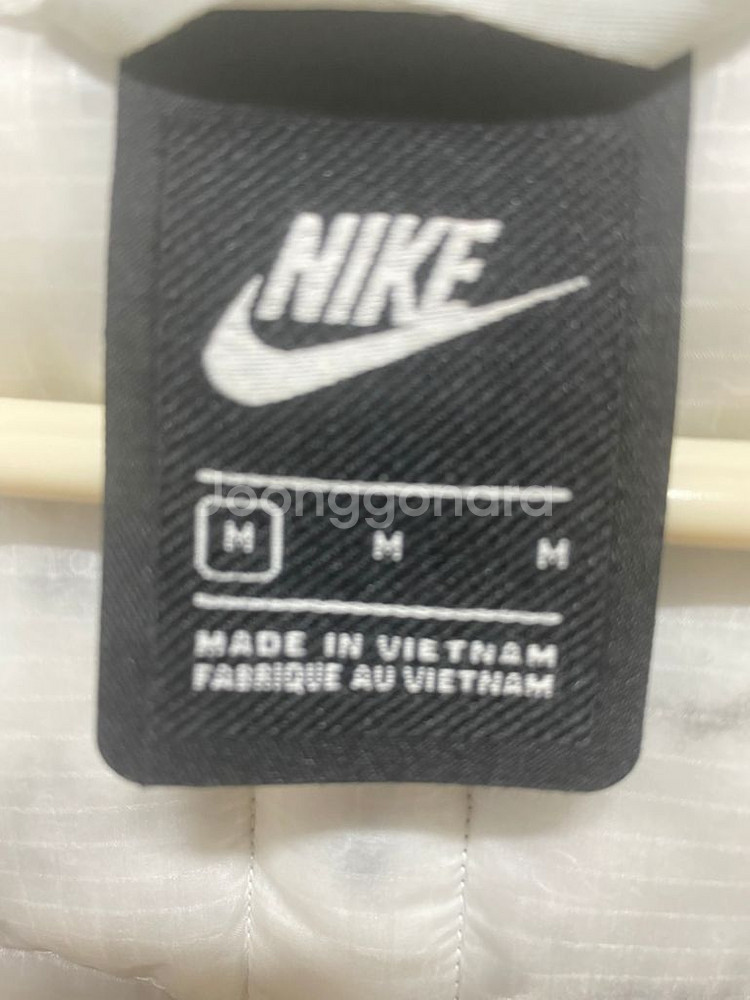 NIKE
Joonggonara
M M M
MADE IN VIETNAM
FABRIQUE AU VIETNAM